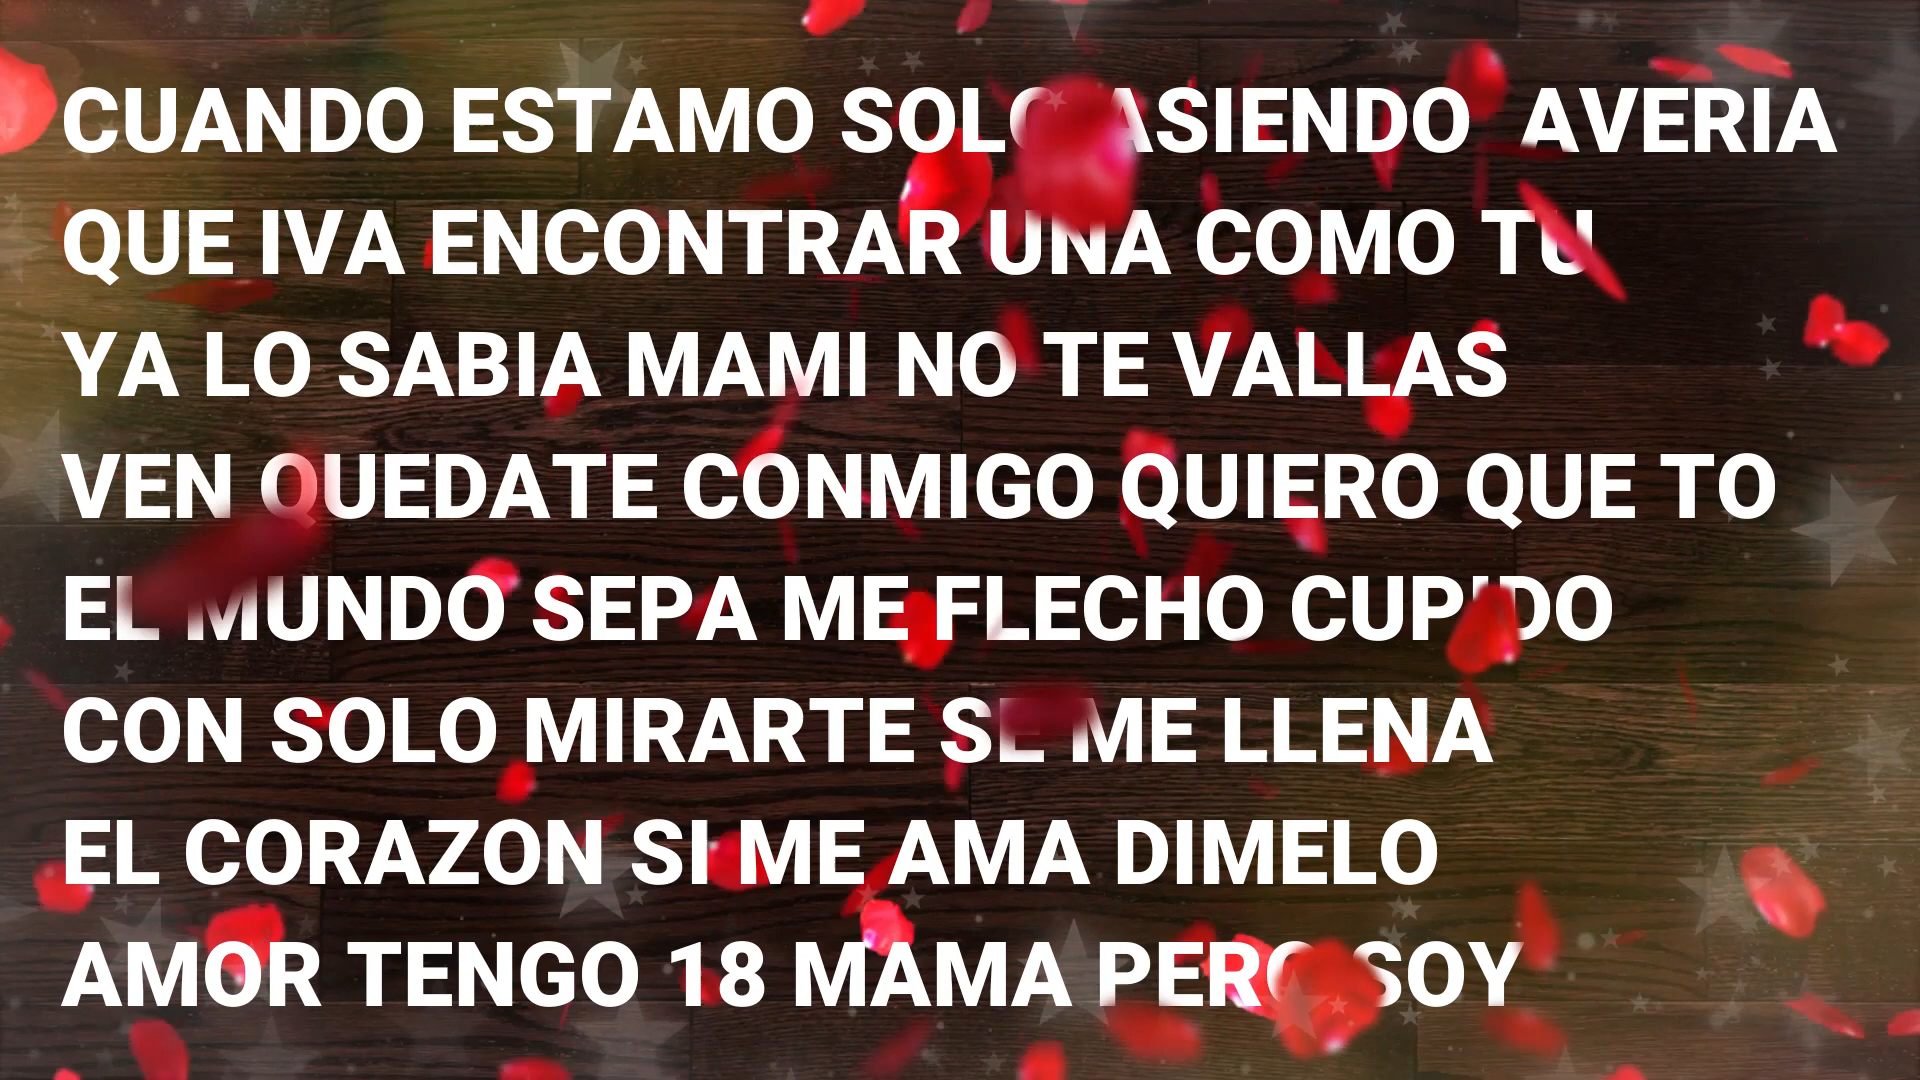 CUANDO ESTAMO SOLO ASIENDO AVERIA
QUE IVA ENCONTRAR UNA COMO TU
YA LO SABIA MAMI NO TE VALLAS
VEN QUEDATE CONMIGO QUIERO QUE TO
EL MUNDO SEPA ME FLECHO CUPIDO
CON SOLO MIRARTE SE ME LLENA
EL CORAZON SI ME AMA DIMELO
AMOR TENGO 18 MAMA PERO SOY